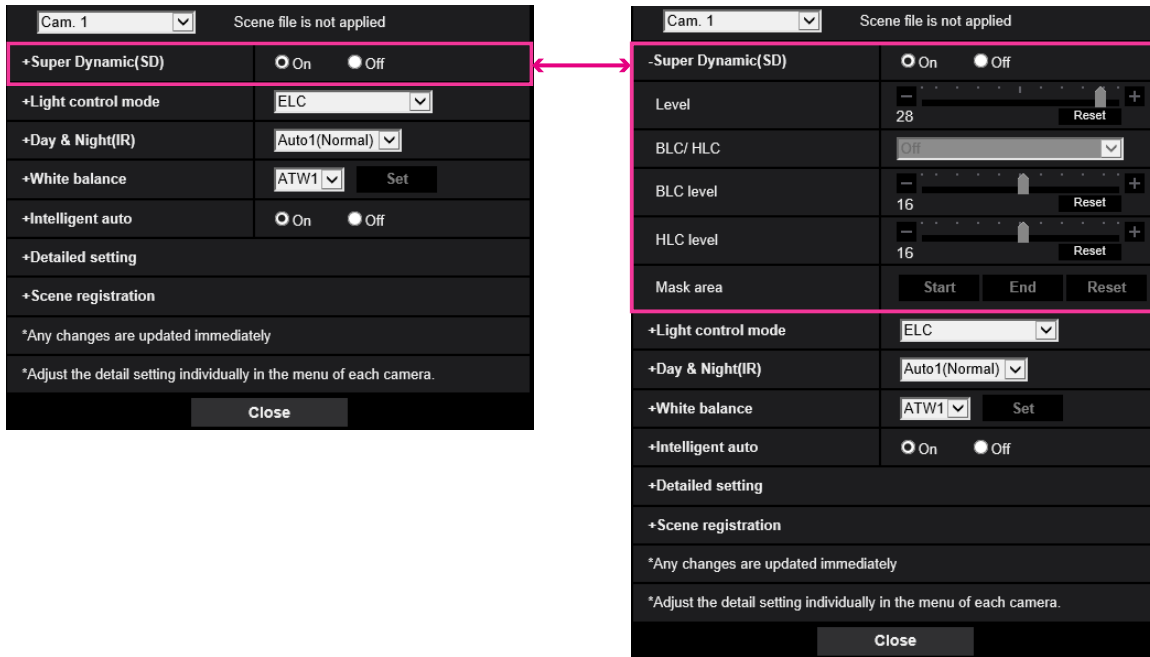 Cam. 1 Scene file is not applied
+Super Dynamic(SD) On Off
+Light control mode ELC
+Day & Night(IR) Auto1(Normal)
+White balance ATW1 Set
+Intelligent auto On Off
+Detailed setting
+Scene registration
*Any changes are updated immediately
*Adjust the detail setting individually in the menu of each camera.
Close
Cam. 1 Scene file is not applied
-Super Dynamic(SD) On Off
Level 28 Reset
BLC/ HLC Off
BLC level 16 Reset
HLC level 16 Reset
Mask area Start End Reset
+Light control mode ELC
+Day & Night(IR) Auto1(Normal)
+White balance ATW1 Set
+Intelligent auto On Off
+Detailed setting
+Scene registration
*Any changes are updated immediately
*Adjust the detail setting individually in the menu of each camera.
Close